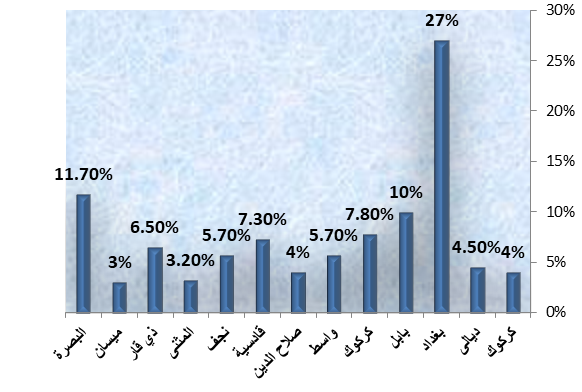 30%
25%
20%
15%
10%
5%
0%
11.70%
3%
6.50%
3.20%
5.70%
7.30%
4%
5.70%
7.80%
10%
27%
4.50%
4%
البصرة
ميسان
ذي قار
المثنى
نجف
قادسية
صلاح الدين
واسط
كركوك
بابل
بغداد
ديالى
كركوك